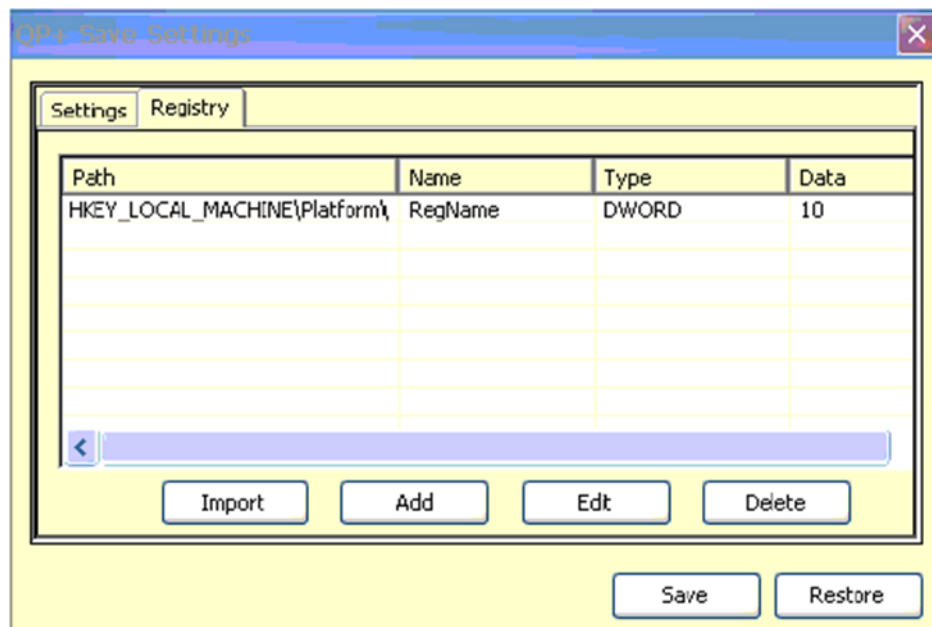 QP+ Save Settings
Settings Registry
Path Name Type Data
HKEY_LOCAL_MACHINE\Platform\, RegName DWORD 10
Import Add Edit Delete
Save Restore